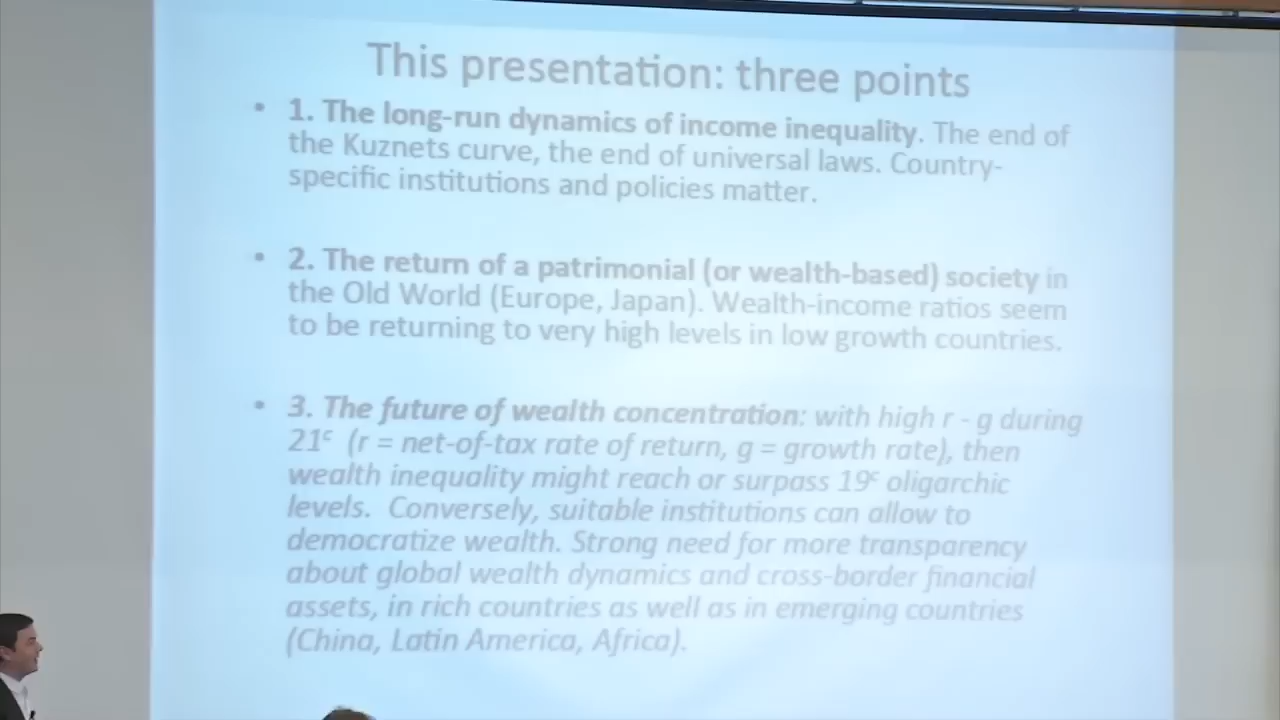 This presentation: three points
• 1. The long-run dynamics of income inequality. The end of
the Kuznets curve, the end of universal laws. Country-
specific institutions and policies matter.
• 2. The return of a patrimonial (or wealth-based) society in
the Old World (Europe, Japan). Wealth-income ratios seem
to be returning to very high levels in low growth countries.
• 3. The future of wealth concentration: with high r - g during
21ᶜ (r = net-of-tax rate of return, g = growth rate), then
wealth inequality might reach or surpass 19ᶜ oligarchic
levels. Conversely, suitable institutions can allow to
democratize wealth. Strong need for more transparency
about global wealth dynamics and cross-border financial
assets, in rich countries as well as in emerging countries
(China, Latin America, Africa).